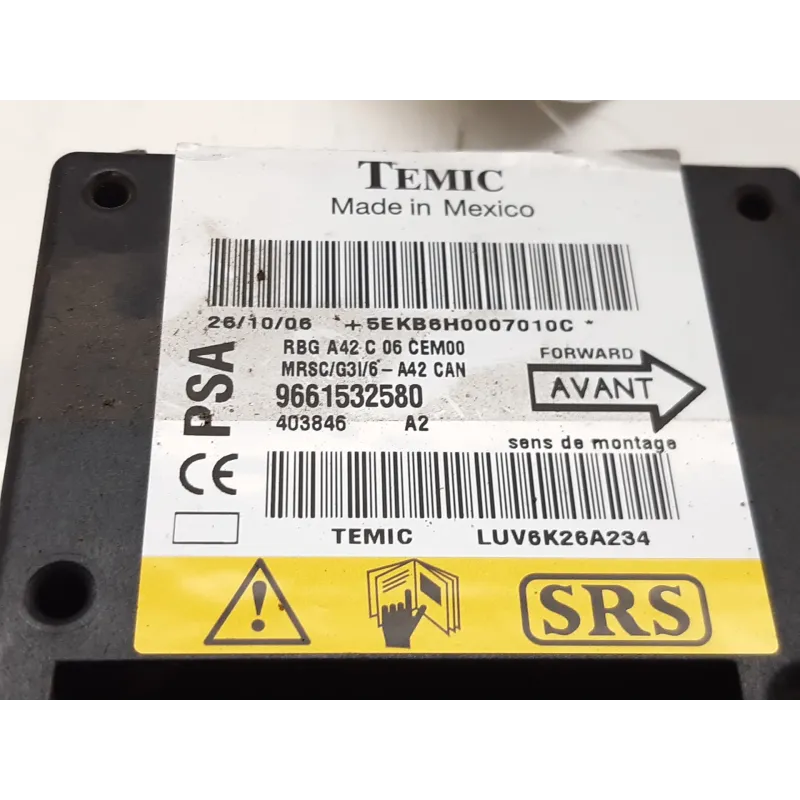 TEMIC
Made in Mexico
26/10/06 +5EKB6H0007010C *
PSA
RBG A42 C 06 CEM00
MRSC/G3I/6- A42 CAN
9661532580
403846 A2
FORWARD
AVANT
sens de montage
CE
TEMIC LUV6K26A234
SRS